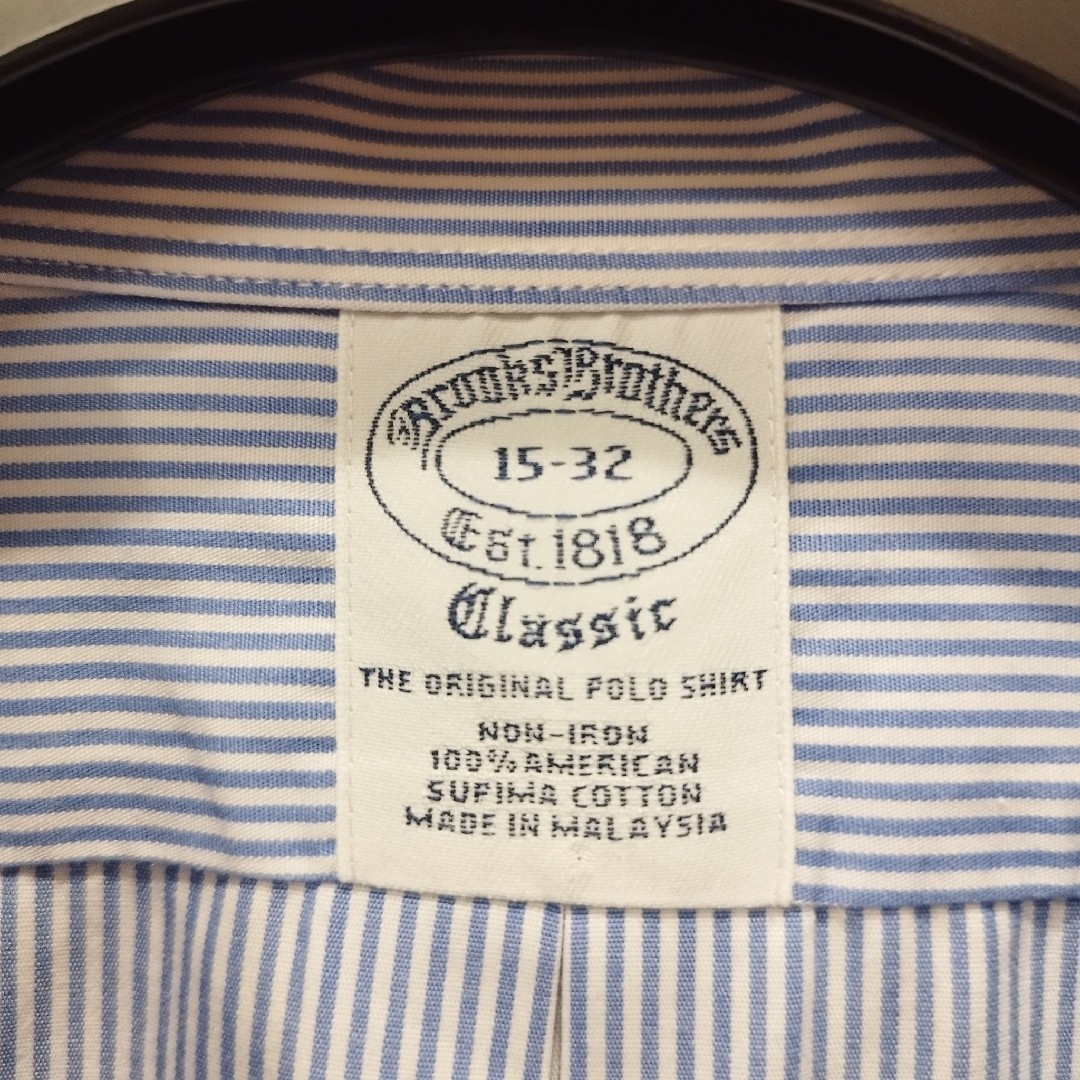 Brooks Brothers
15-32
Est. 1818
Classic
THE ORIGINAL POLO SHIRT
NON-IRON
100% AMERICAN
SUPIMA COTTON
MADE IN MALAYSIA